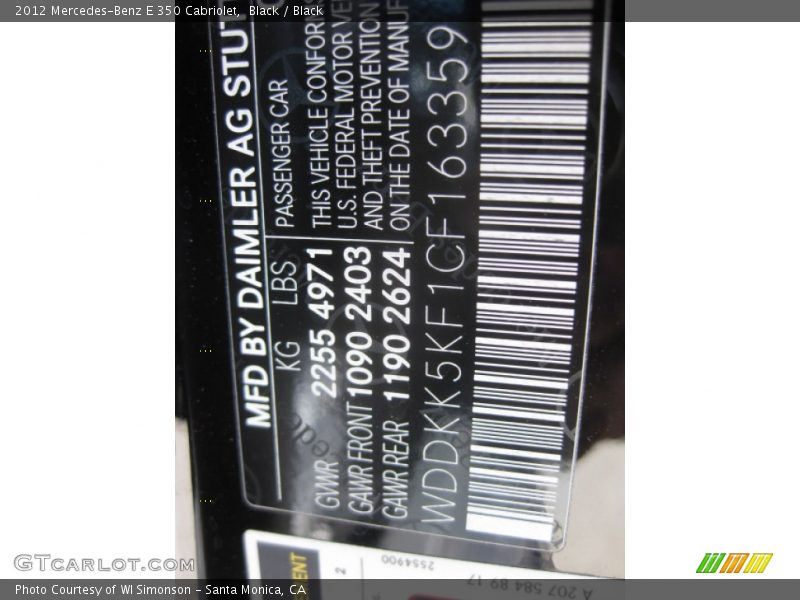 2012 Mercedes-Benz E 350 Cabriolet, Black / Black
MFD BY DAIMLER AG STUT
KG LBS PASSENGER CAR
GVWR 2255 4971 THIS VEHICLE CONFOR
GAWR FRONT 1090 2403 U.S. FEDERAL MOTOR VE
GAWR REAR 1190 2624 AND THEFT PREVENTION
ON THE DATE OF MANUF
WDDKK5KF1CF163359
2
2554900
A 207 584 89 17
GTCARLOT.COM
Photo Courtesy of WI Simonson – Santa Monica, CA